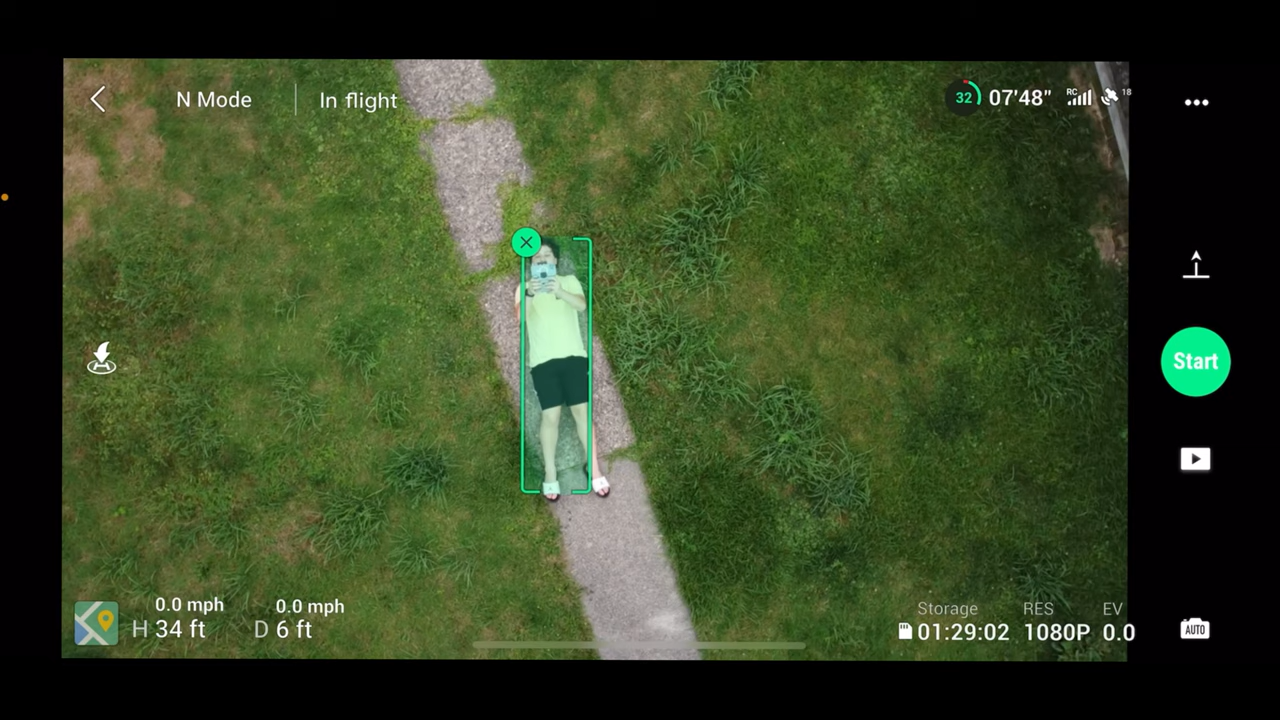 N Mode
In flight
32
07'48"
RC
18
Start
0.0 mph
0.0 mph
H 34 ft
D 6 ft
Storage
RES
EV
01:29:02
1080P
0.0
AUTO